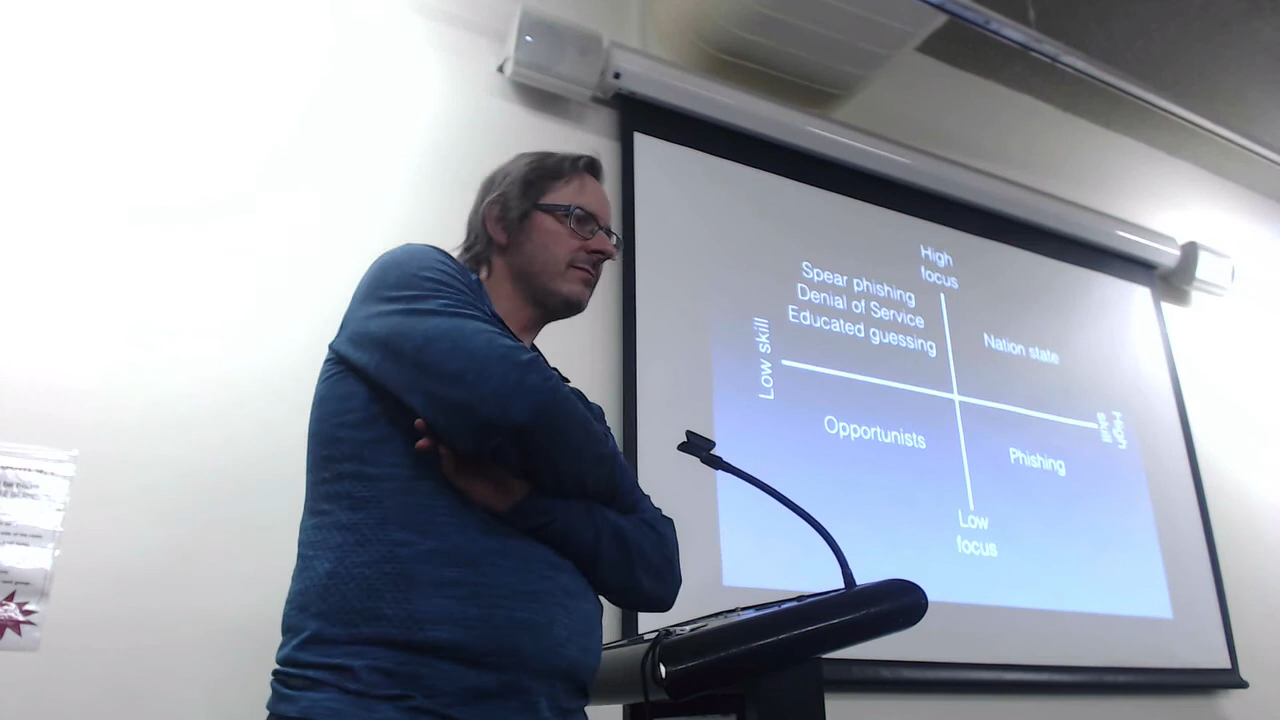 High
focus
Spear phishing
Denial of Service
Educated guessing
Nation state
Low skill
High
skill
Opportunists
Phishing
Low
focus